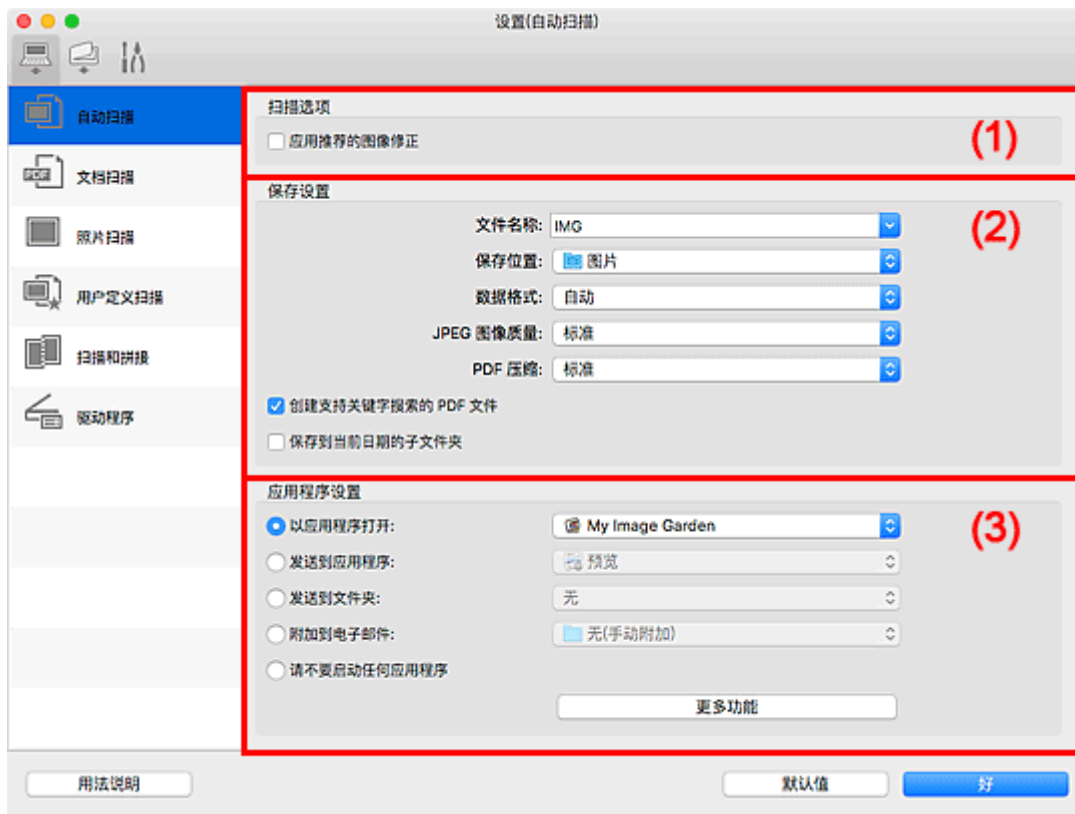 设置(自动扫描)
自动扫描
PDF
文档扫描
照片扫描
用户定义扫描
扫描和拼接
驱动程序
扫描选项
应用推荐的图像修正
(1)
保存设置
(2)
文件名称: IMG
保存位置: 图片
数据格式: 自动
JPEG 图像质量: 标准
PDF 压缩: 标准
创建支持关键字搜索的 PDF 文件
保存到当前日期的子文件夹
应用程序设置
(3)
以应用程序打开: My Image Garden
发送到应用程序: 预览
发送到文件夹: 无
附加到电子邮件: 无(手动附加)
请不要启动任何应用程序
更多功能
用法说明 默认值 好